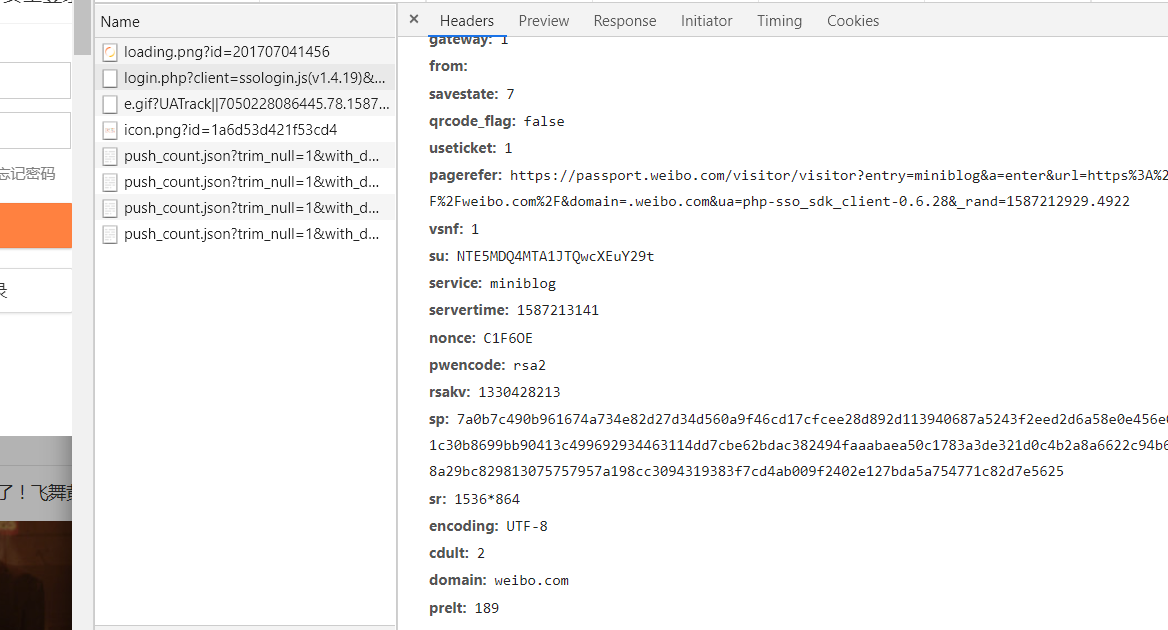 Name
loading.png?id=201707041456
login.php?client=ssologin.js(v1.4.19)&...
e.gif?UATrack||7050228086445.78.1587...
icon.png?id=1a6d53d421f53cd4
push_count.json?trim_null=1&with_d...
push_count.json?trim_null=1&with_d...
push_count.json?trim_null=1&with_d...
push_count.json?trim_null=1&with_d...
忘记密码
录
了！飞舞
× Headers Preview Response Initiator Timing Cookies
gateway: 1
from:
savestate: 7
qrcode_flag: false
useticket: 1
pagerefer: https://passport.weibo.com/visitor/visitor?entry=miniblog&a=enter&url=https%3A%2
F%2Fweibo.com%2F&domain=.weibo.com&ua=php-sso_sdk_client-0.6.28&_rand=1587212929.4922
vsnf: 1
su: NTE5MDQ4MTA1JTQwcXEuY29t
service: miniblog
servertime: 1587213141
nonce: C1F6OE
pwencode: rsa2
rsakv: 1330428213
sp: 7a0b7c490b961674a734e82d27d34d560a9f46cd17cfcee28d892d113940687a5243f2eed2d6a58e0e456e
1c30b8699bb90413c499692934463114dd7cbe62bdac382494faaabaea50c1783a3de321d0c4b2a8a6622c94b6
8a29bc829813075757957a198cc3094319383f7cd4ab009f2402e127bda5a754771c82d7e5625
sr: 1536*864
encoding: UTF-8
cdult: 2
domain: weibo.com
prelt: 189